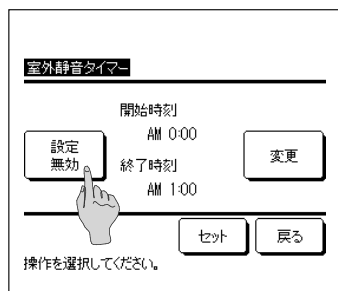 室外静音タイマー
開始時刻
AM 0:00
設定
無効
終了時刻
AM 1:00
変更
セット
戻る
操作を選択してください。